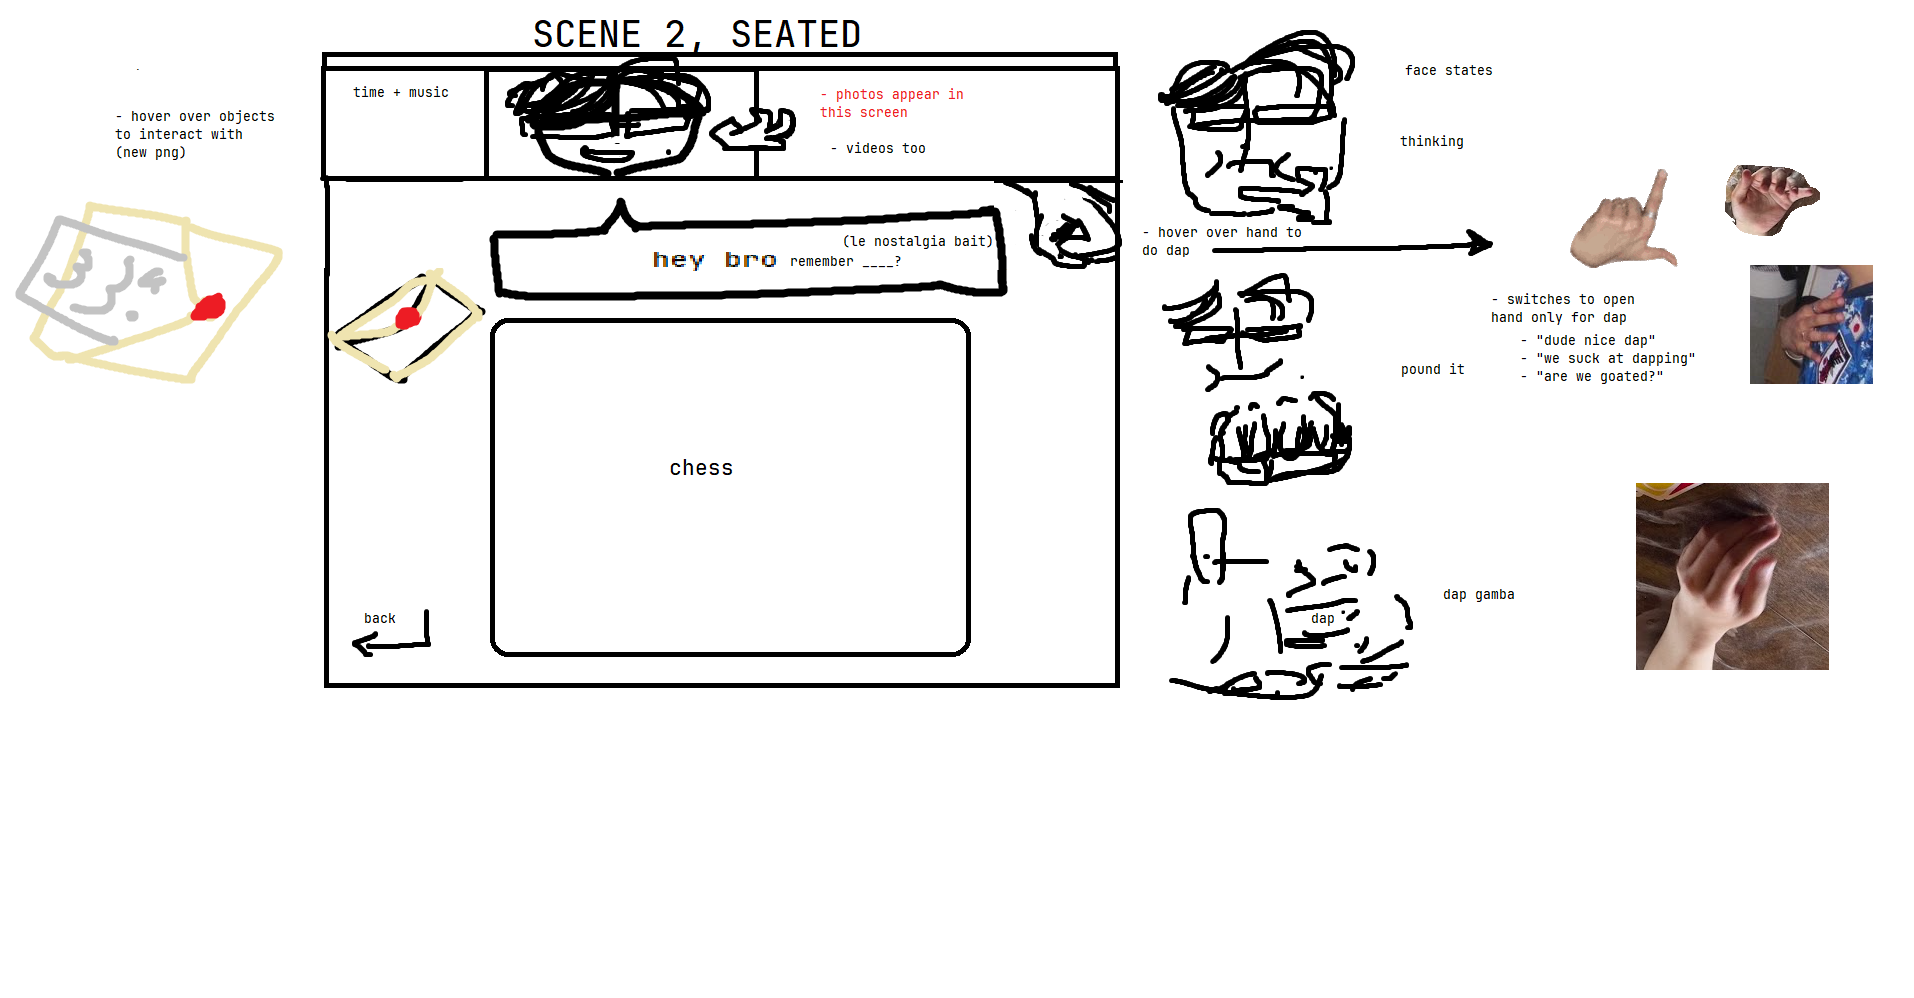 SCENE 2, SEATED
- hover over objects
to interact with
(new png)
time + music
- photos appear in
this screen
- videos too
(le nostalgia bait)
hey bro remember ____?
chess
back
face states
thinking
- hover over hand to
do dap
- switches to open
hand only for dap
- "dude nice dap"
- "we suck at dapping"
- "are we goated?"
pound it
dap gamba
dap